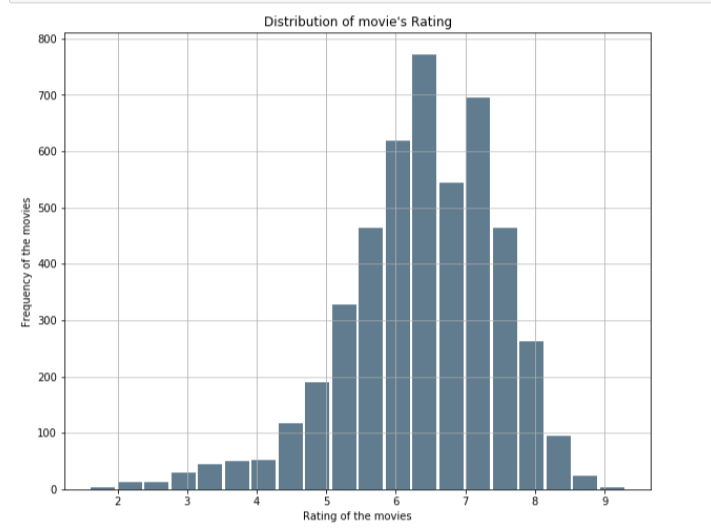 Distribution of movie's Rating
800
700
600
500
400
300
200
100
0
Frequency of the movies
2 3 4 5 6 7 8 9
Rating of the movies